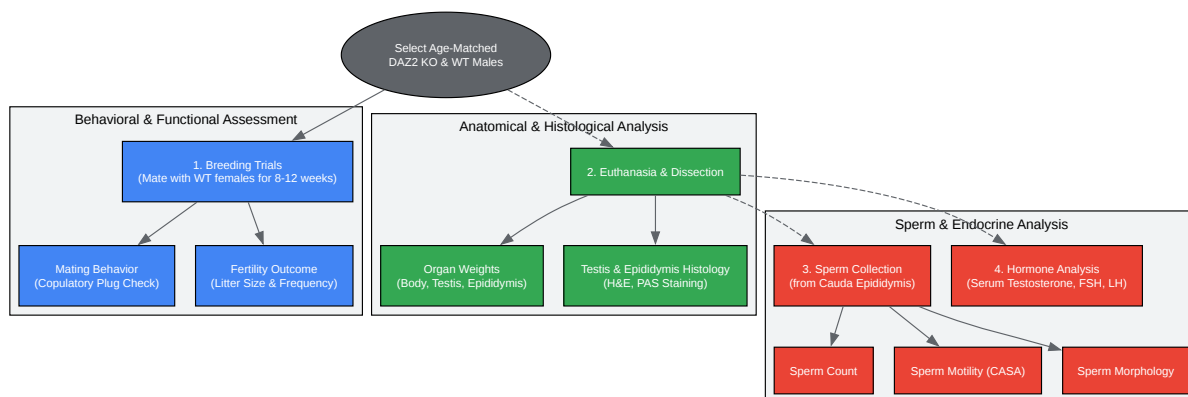 Select Age-Matched
DAZ2 KO & WT Males
Behavioral & Functional Assessment
1. Breeding Trials
(Mate with WT females for 8-12 weeks)
Mating Behavior
(Copulatory Plug Check)
Fertility Outcome
(Litter Size & Frequency)
Anatomical & Histological Analysis
2. Euthanasia & Dissection
Organ Weights
(Body, Testis, Epididymis)
Testis & Epididymis Histology
(H&E, PAS Staining)
Sperm & Endocrine Analysis
3. Sperm Collection
(from Cauda Epididymis)
4. Hormone Analysis
(Serum Testosterone, FSH, LH)
Sperm Count
Sperm Motility (CASA)
Sperm Morphology